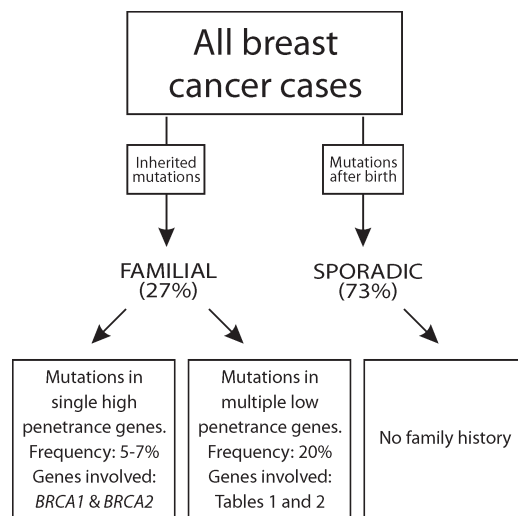 All breast
cancer cases
Inherited
mutations
Mutations
after birth
FAMILIAL
(27%)
SPORADIC
(73%)
Mutations in
single high
penetrance genes.
Frequency: 5-7%
Genes involved:
BRCA1 & BRCA2
Mutations in
multiple low
penetrance genes.
Frequency: 20%
Genes involved:
Tables 1 and 2
No family history